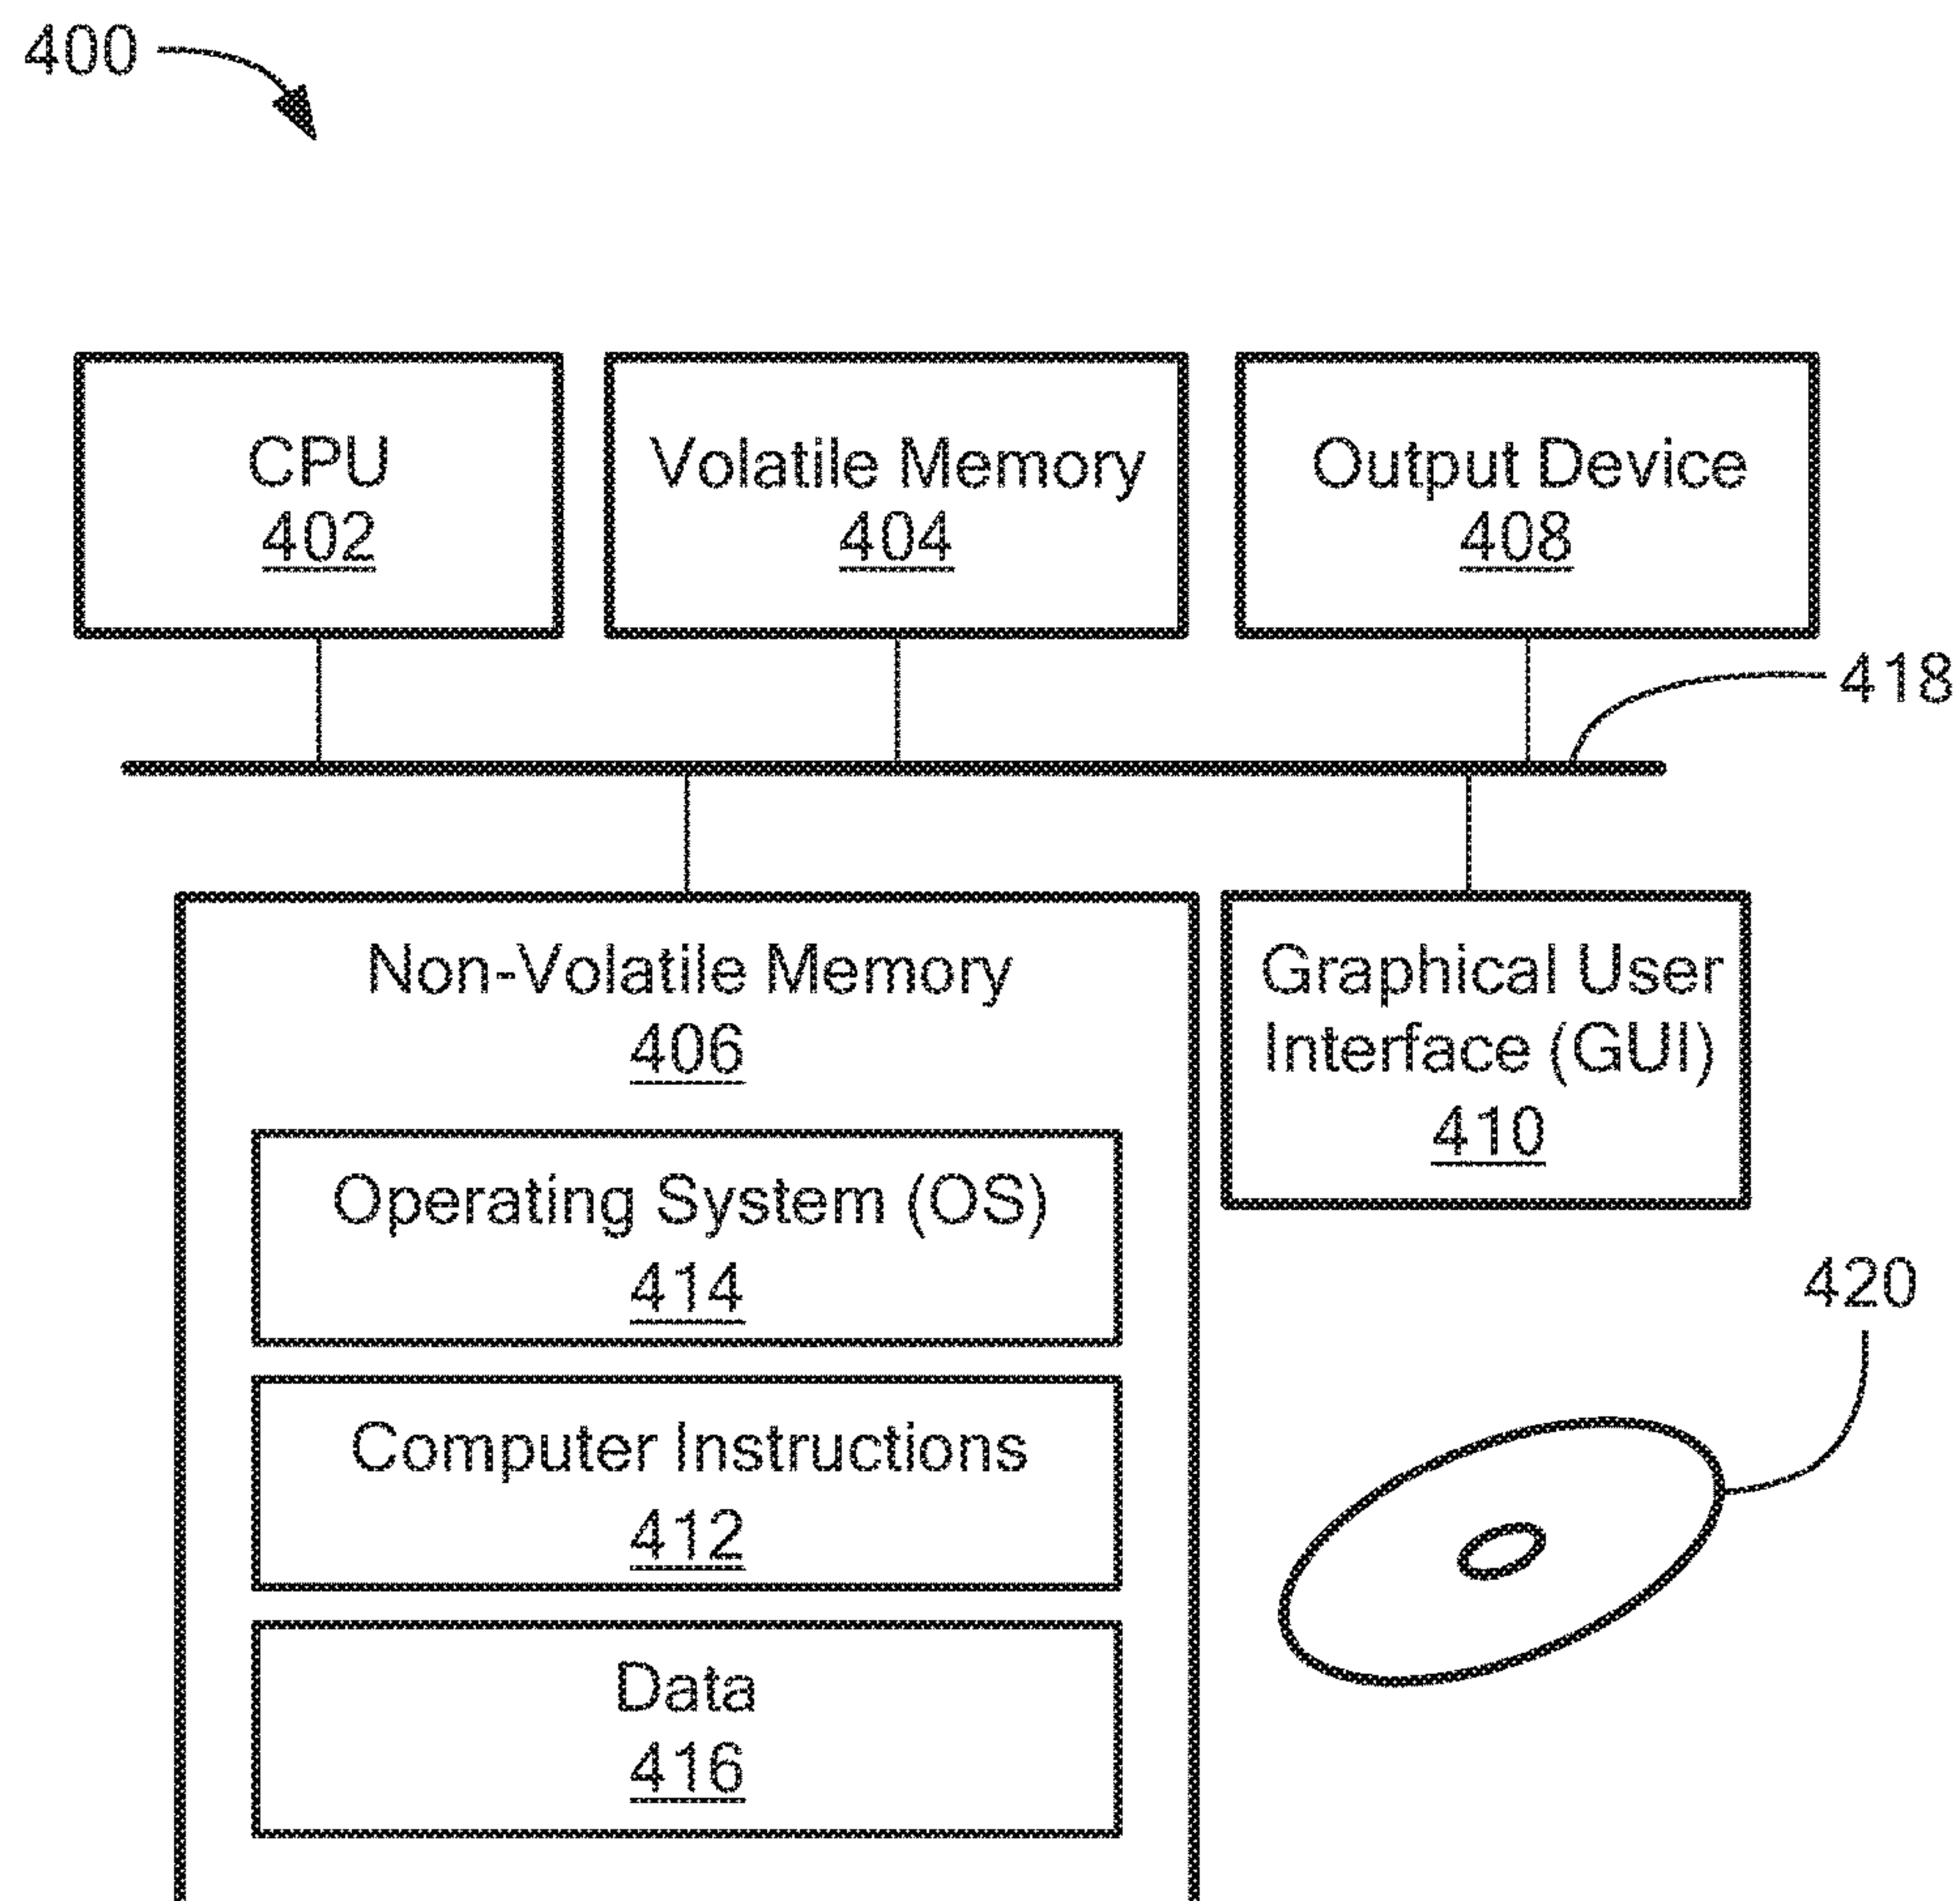 400
CPU
402
Volatile Memory
404
Output Device
408
418
Non-Volatile Memory
406
Graphical User
Interface (GUI)
410
Operating System (OS)
414
Computer Instructions
412
Data
416
420